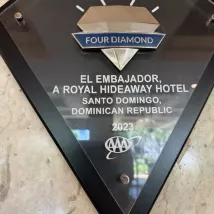 FOUR DIAMOND
EL EMBAJADOR,
A ROYAL HIDEAWAY HOTEL
SANTO DOMINGO,
DOMINICAN REPUBLIC
2023
AAA